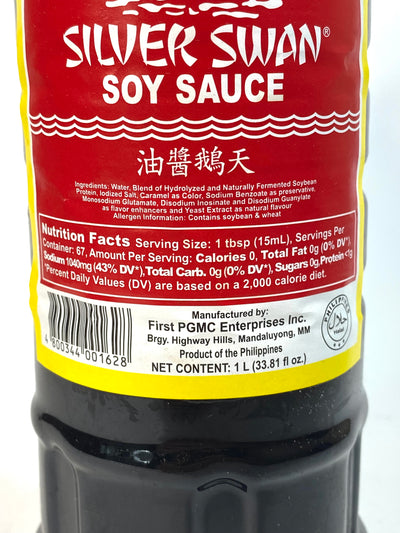 SILVER SWAN®
SOY SAUCE
油醬鵝天
Ingredients: Water, Blend of Hydrolyzed and Naturally Fermented Soybean
Protein, Iodized Salt, Caramel as Color, Sodium Benzoate as preservative,
Monosodium Glutamate, Disodium Inosinate and Disodium Guanylate
as flavor enhancers and Yeast Extract as natural flavour
Allergen Information: Contains soybean & wheat
Nutrition Facts Serving Size: 1 tbsp (15mL), Servings Per
Container: 67, Amount Per Serving: Calories 0, Total Fat 0g (0% DV*),
Sodium 1040mg (43% DV*), Total Carb. 0g (0% DV*), Sugars 0g, Protein <1g
*Percent Daily Values (DV) are based on a 2,000 calorie diet.
Manufactured by:
First PGMC Enterprises Inc.
Brgy. Highway Hills, Mandaluyong, MM
Product of the Philippines
NET CONTENT: 1 L (33.81 fl oz.)
4 800344 001628